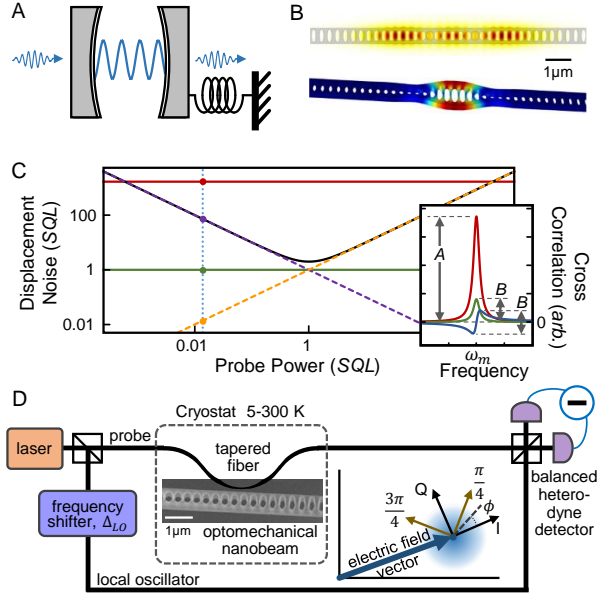 A
B
1μm
C
Displacement
Noise (SQL)
100
1
0.01
0.01
1
Probe Power (SQL)
A
B
B
0
Cross
Correlation (arb.)
ω_m
Frequency
D
Cryostat 5-300 K
laser
probe
tapered
fiber
frequency
shifter, Δ_LO
1μm
optomechanical
nanobeam
local oscillator
Q
π/4
3π/4
ϕ
I
electric field
vector
balanced
hetero-
dyne
detector